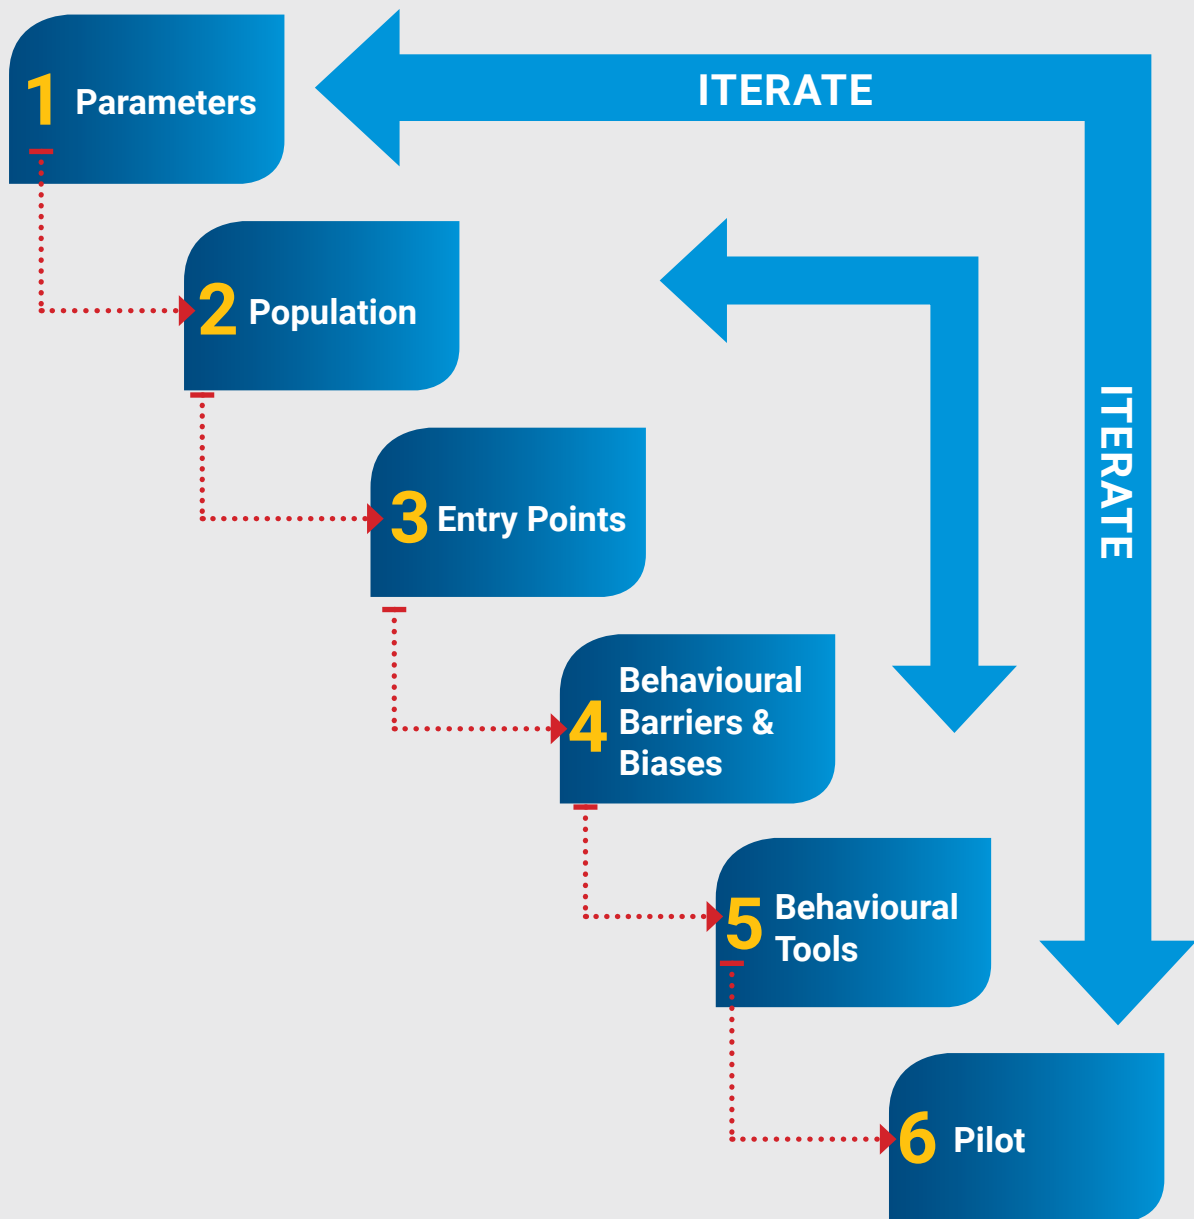 1 Parameters
ITERATE
2 Population
ITERATE
3 Entry Points
4 Behavioural
Barriers &
Biases
5 Behavioural
Tools
6 Pilot